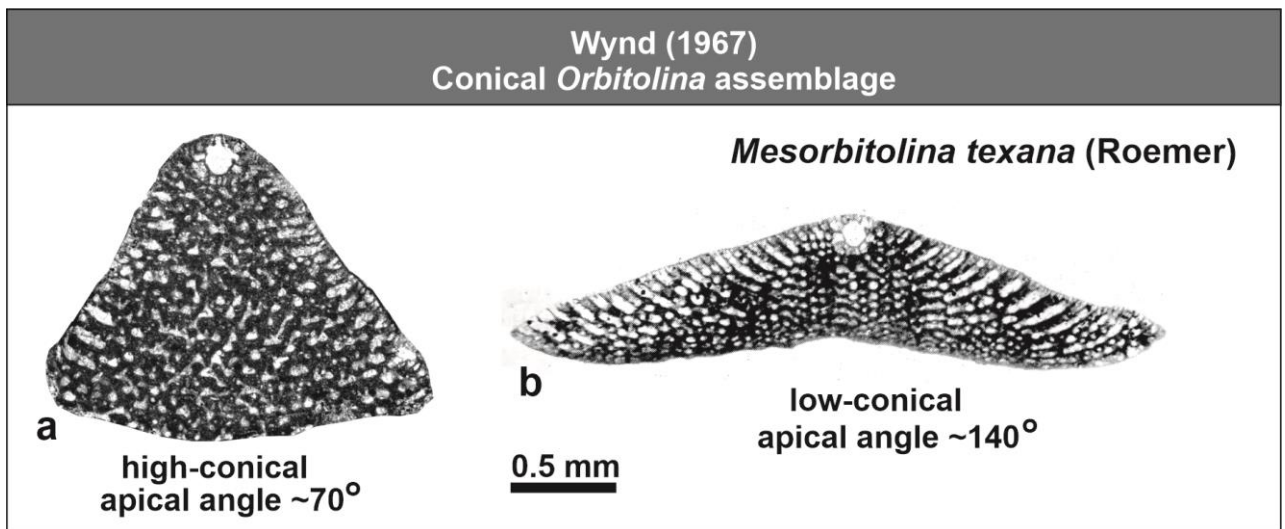 Wynd (1967)
Conical Orbitolina assemblage
Mesorbitolina texana (Roemer)
a
high-conical
apical angle ~70°
b
low-conical
apical angle ~140°
0.5 mm